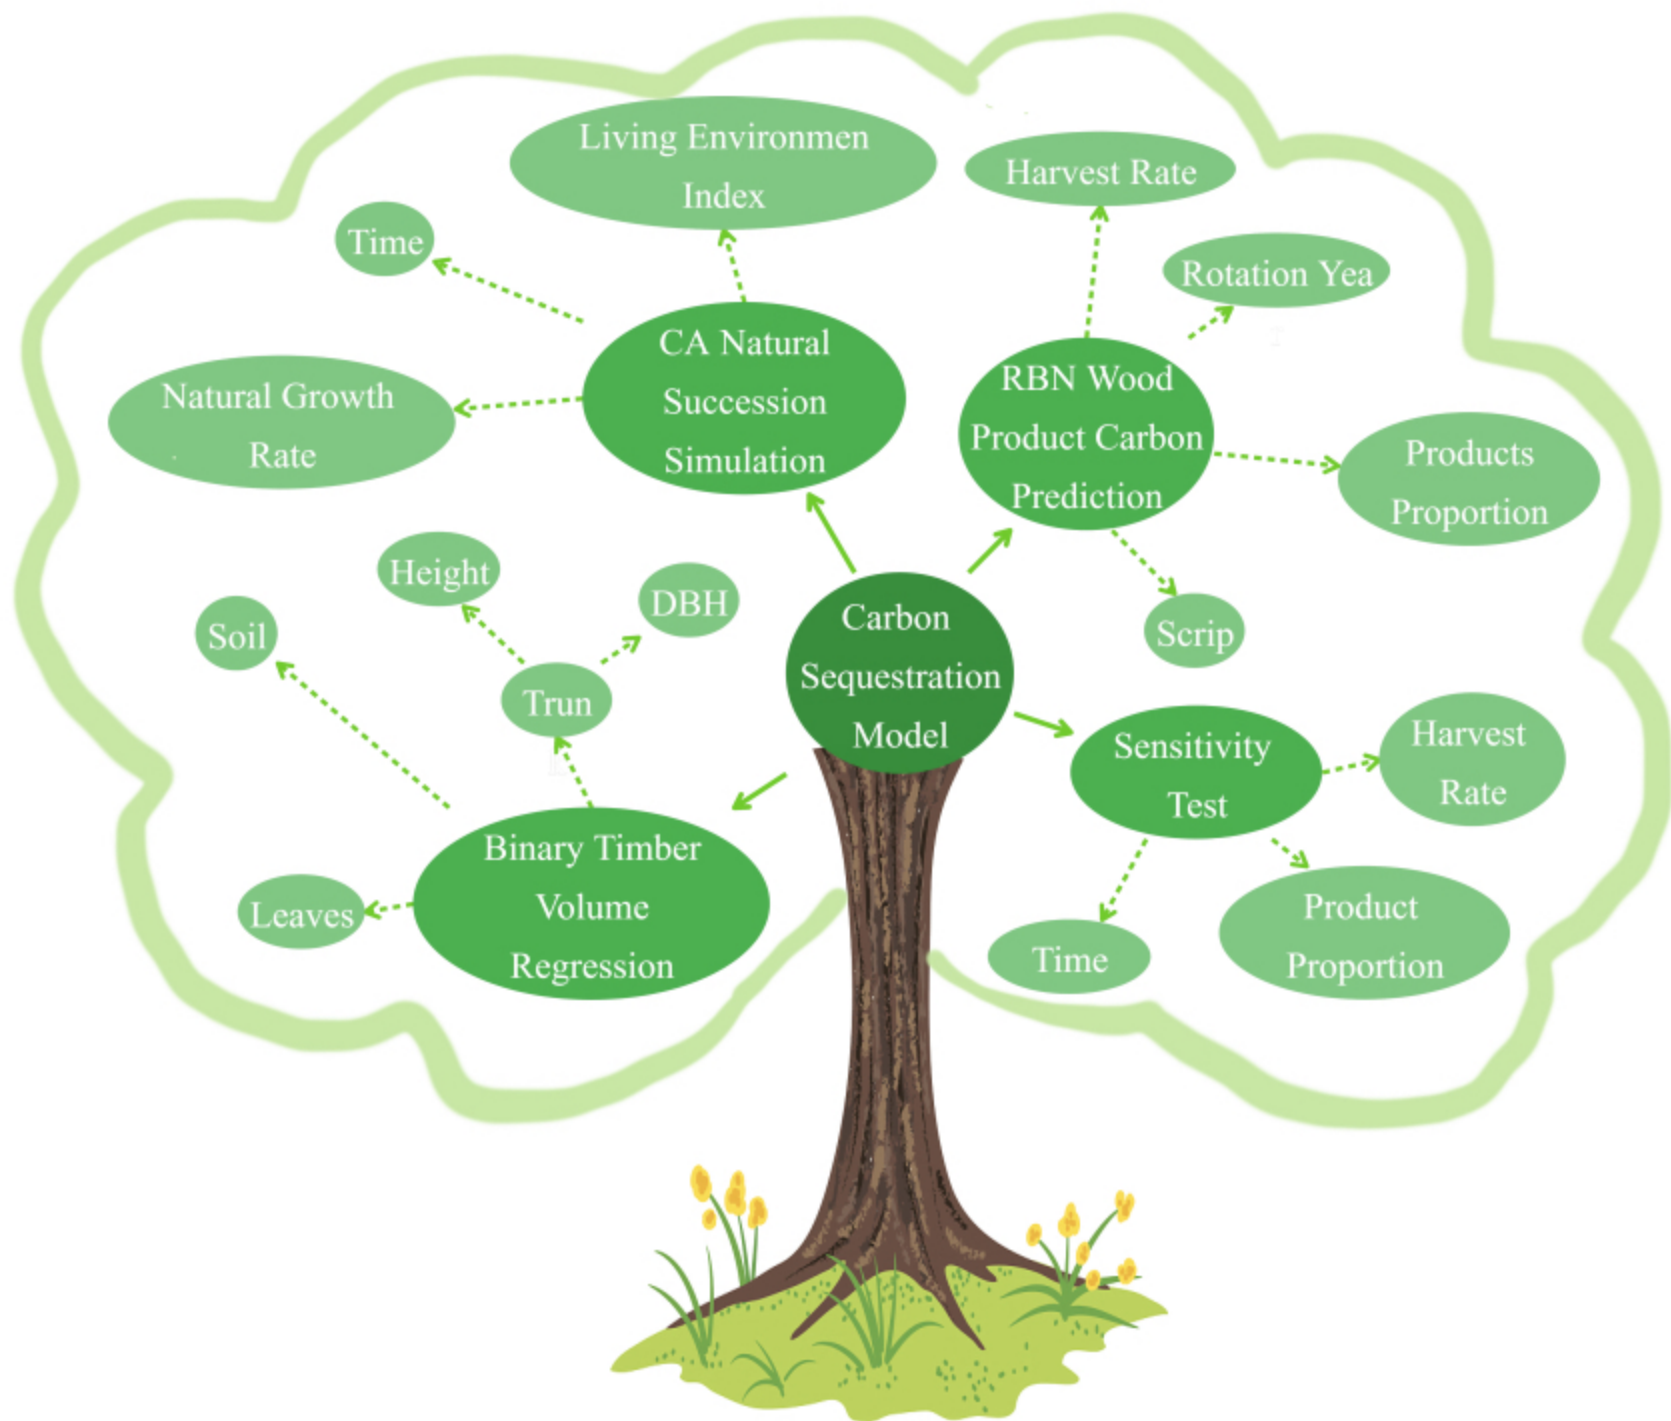 Living Environmen
Index
Harvest Rate
Time
Rotation Yea
CA Natural
Succession
Simulation
RBN Wood
Product Carbon
Prediction
Natural Growth
Rate
Products
Proportion
Height
DBH
Soil
Trun
Carbon
Sequestration
Model
Scrip
Sensitivity
Test
Harvest
Rate
Binary Timber
Volume
Regression
Leaves
Time
Product
Proportion